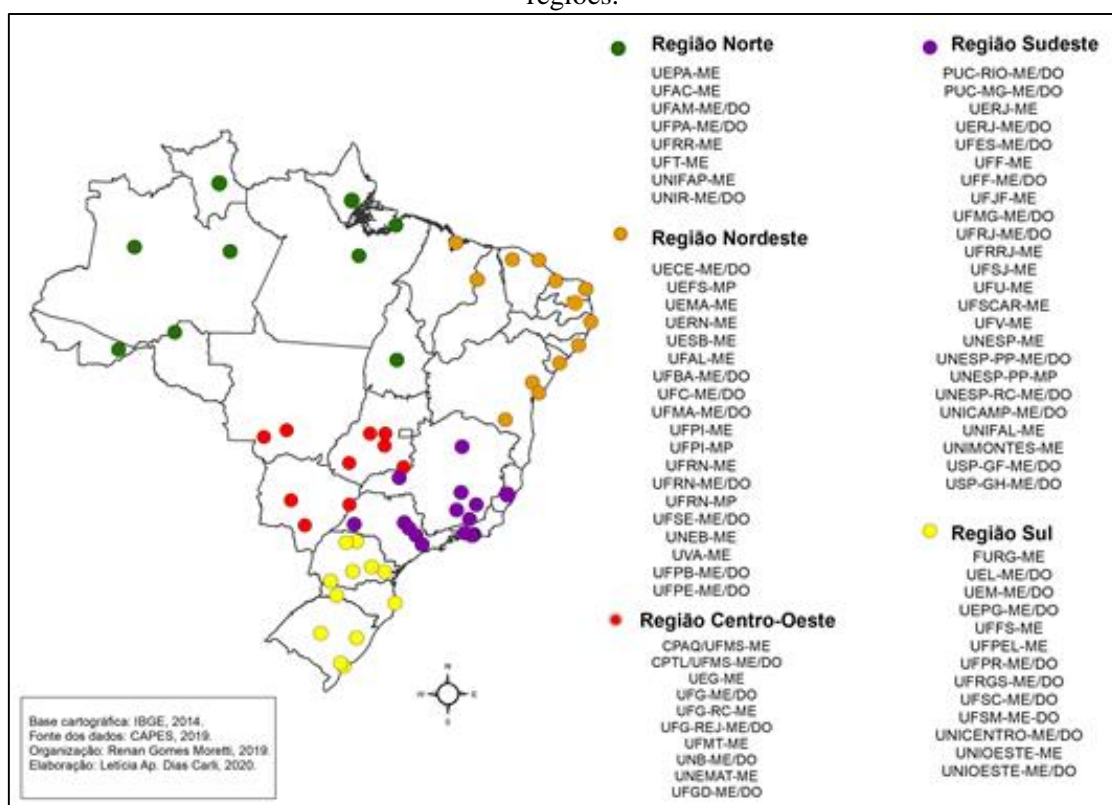 regiões.
Região Norte
UEPA-ME
UFAC-ME
UFAM-ME/DO
UFPA-ME/DO
UFRR-ME
UFT-ME
UNIFAP-ME
UNIR-ME/DO
Região Nordeste
UECE-ME/DO
UEFS-MP
UEMA-ME
UERN-ME
UESB-ME
UFAL-ME
UFBA-ME/DO
UFC-ME/DO
UFMA-ME/DO
UFPI-ME
UFPI-MP
UFRN-ME
UFRN-ME/DO
UFRN-MP
UFSE-ME/DO
UNEB-ME
UVA-ME
UFPB-ME/DO
UFPE-ME/DO
Região Centro-Oeste
CPAQ/UFMS-ME
CPTL/UFMS-ME/DO
UEG-ME
UFG-ME/DO
UFG-RC-ME
UFG-REJ-ME/DO
UFMT-ME
UNB-ME/DO
UNEMAT-ME
UFGD-ME/DO
Região Sudeste
PUC-RIO-ME/DO
PUC-MG-ME/DO
UERJ-ME
UERJ-ME/DO
UFES-ME/DO
UFF-ME
UFF-ME/DO
UFJF-ME
UFMG-ME/DO
UFRJ-ME/DO
UFRRJ-ME
UFSJ-ME
UFU-ME
UFSCAR-ME
UFV-ME
UNESP-ME
UNESP-PP-ME/DO
UNESP-PP-MP
UNESP-RC-ME/DO
UNICAMP-ME/DO
UNIFAL-ME
UNIMONTES-ME
USP-GF-ME/DO
USP-GH-ME/DO
Região Sul
FURG-ME
UEL-ME/DO
UEM-ME/DO
UEPG-ME/DO
UFFS-ME
UFPEL-ME
UFPR-ME/DO
UFRGS-ME/DO
UFSC-ME/DO
UFSM-ME-DO
UNICENTRO-ME/DO
UNIOESTE-ME
UNIOESTE-ME/DO
N
E
S
Base cartográfica: IBGE, 2014.
Fonte dos dados: CAPES, 2019.
Organização: Renan Gomes Moretti, 2019.
Elaboração: Letícia Ap. Dias Carli, 2020.